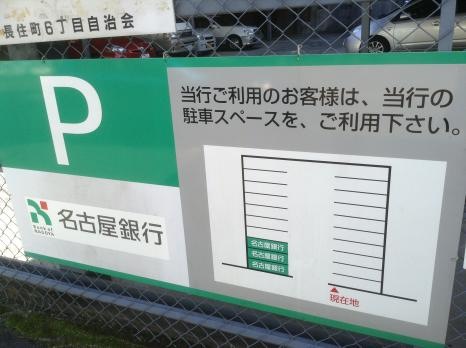 長住町6丁目自治会
P
当行ご利用のお客様は、当行の
駐車スペースを、ご利用下さい。
Bank of
NAGOYA
名古屋銀行
名古屋銀行
名古屋銀行
名古屋銀行
現在地